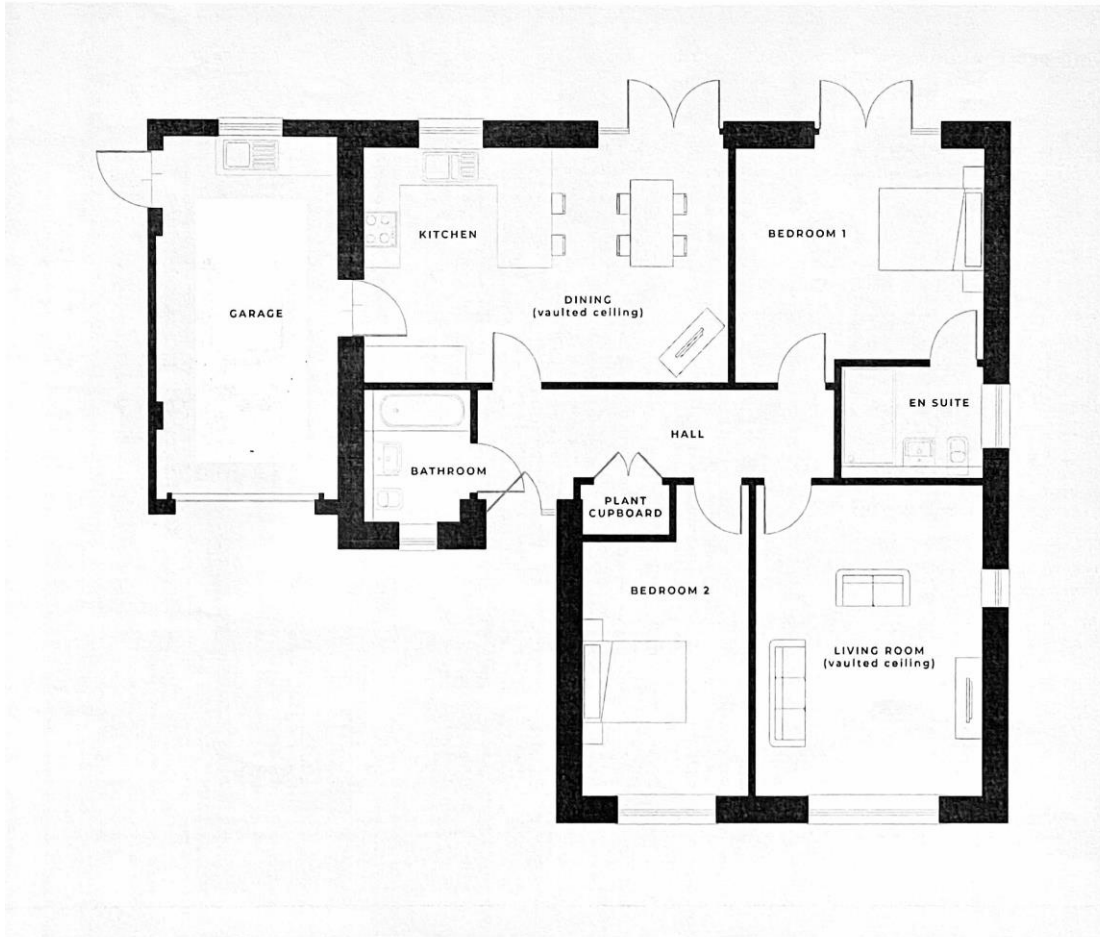 KITCHEN
BEDROOM 1
GARAGE
DINING
(vaulted ceiling)
EN SUITE
HALL
BATHROOM
PLANT
CUPBOARD
BEDROOM 2
LIVING ROOM
(vaulted ceiling)